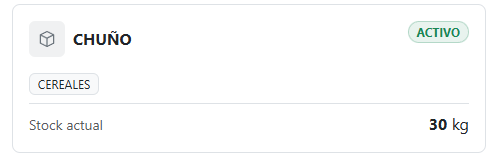 CHUÑO
ACTIVO
CEREALES
Stock actual
30 kg